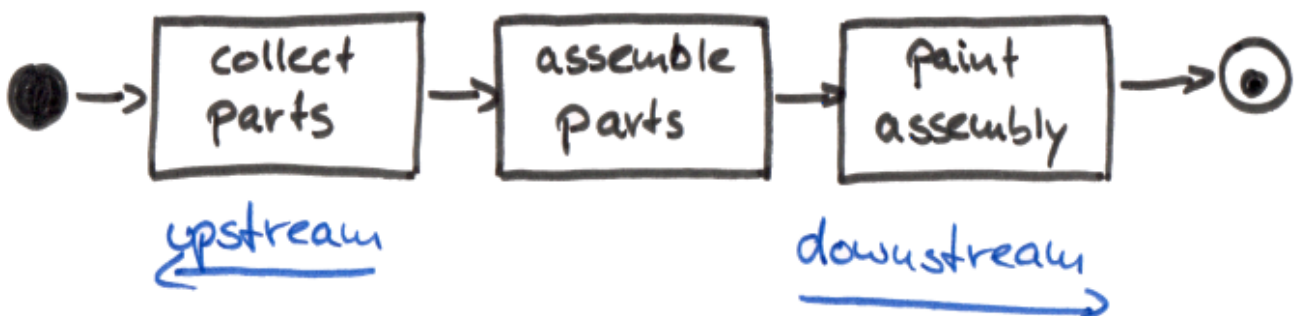 collect
parts
assemble
parts
paint
assembly
upstream
downstream